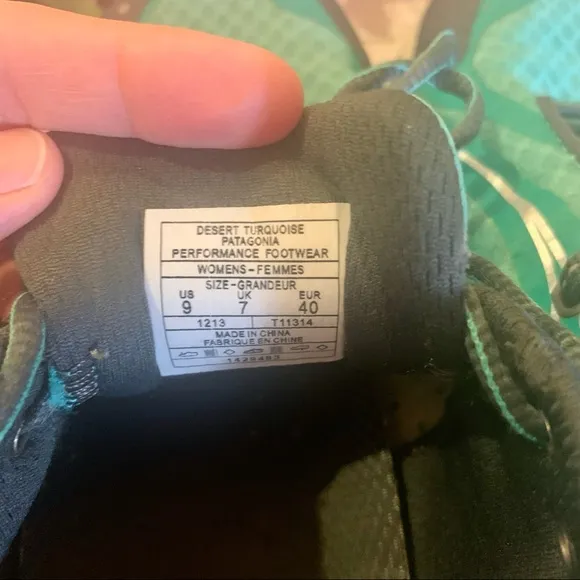 DESERT TURQUOISE
PATAGONIA
PERFORMANCE FOOTWEAR
WOMENS-FEMMES
SIZE-GRANDEUR
US UK EUR
9 7 40
1213 T11314
MADE IN CHINA
FABRIQUE EN CHINE